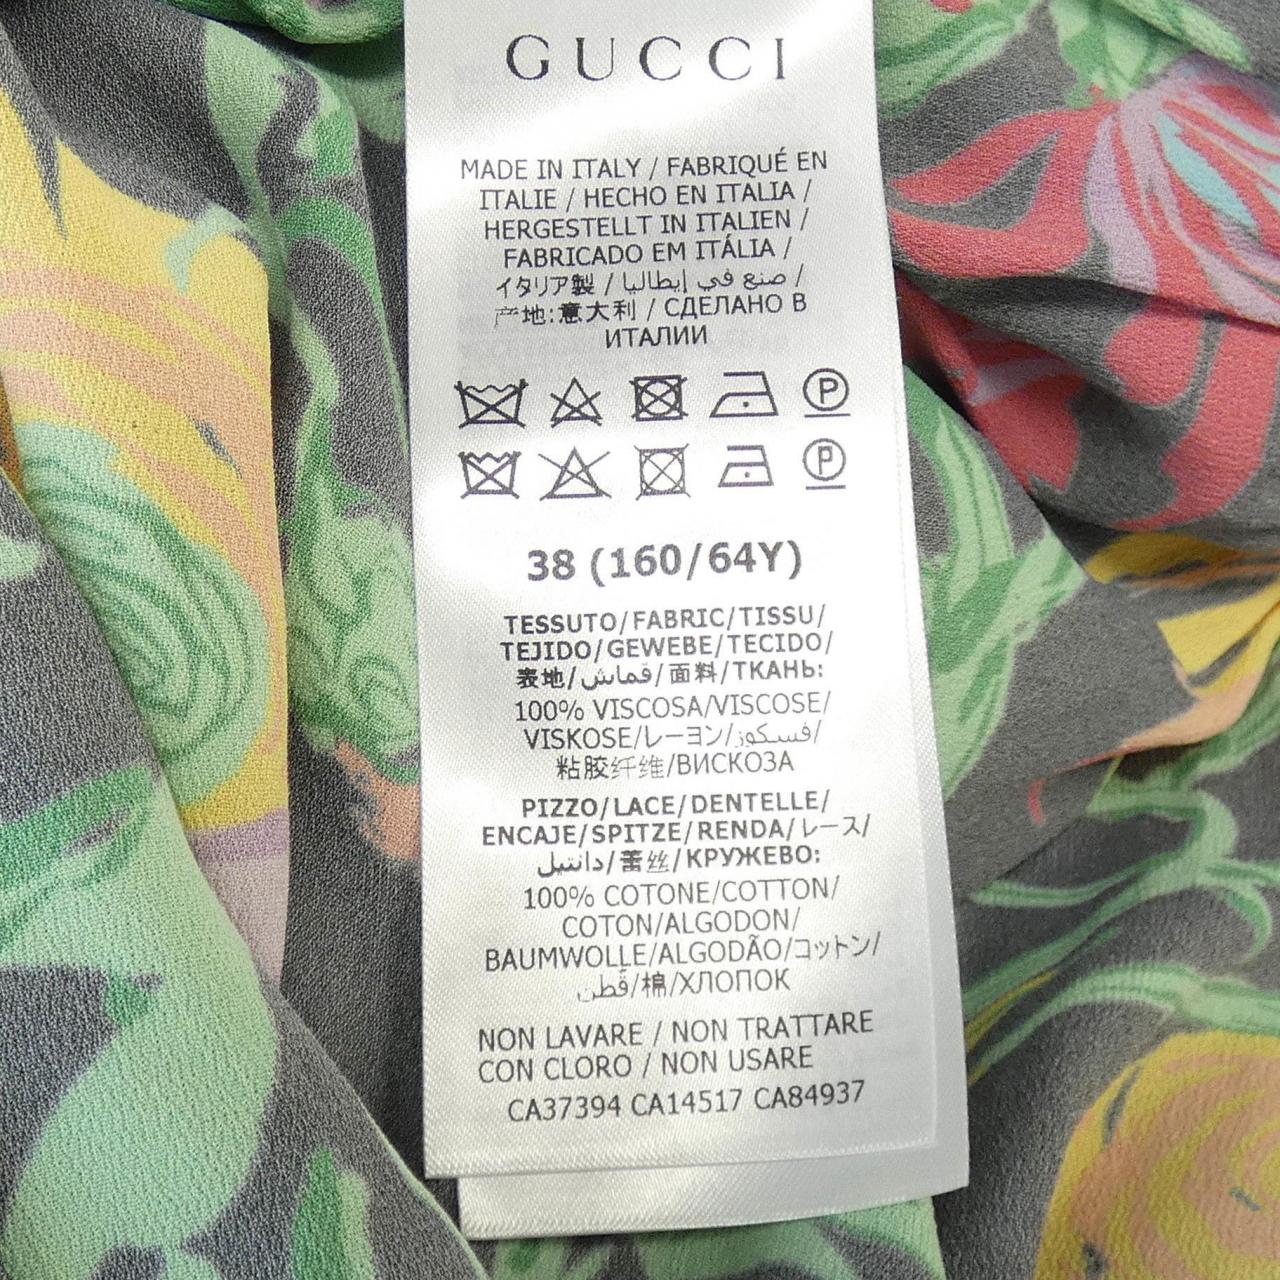 GUCCI
MADE IN ITALY / FABRIQUÉ EN
ITALIE / HECHO EN ITALIA /
HERGESTELLT IN ITALIEN /
FABRICADO EM ITÁLIA /
イタリア製 / صنع في إيطاليا /
产地:意大利 / СДЕЛАНО В
ИТАЛИИ
P
P
38 (160/64Y)
TESSUTO/FABRIC/TISSU/
TEJIDO/GEWEBE/TECIDO/
表地/قماش/面料/ТКАНЬ:
100% VISCOSA/VISCOSE/
VISKOSE/レーヨン/فسكوز/
粘胶纤维/ВИСКОЗА
PIZZO/LACE/DENTELLE/
ENCAJE/SPITZE/RENDA/レース/
دانتيل/蕾丝/КРУЖЕВО:
100% COTONE/COTTON/
COTON/ALGODON/
BAUMWOLLE/ALGODÃO/コットン/
قطن/棉/ХЛОПОК
NON LAVARE / NON TRATTARE
CON CLORO / NON USARE
CA37394 CA14517 CA84937